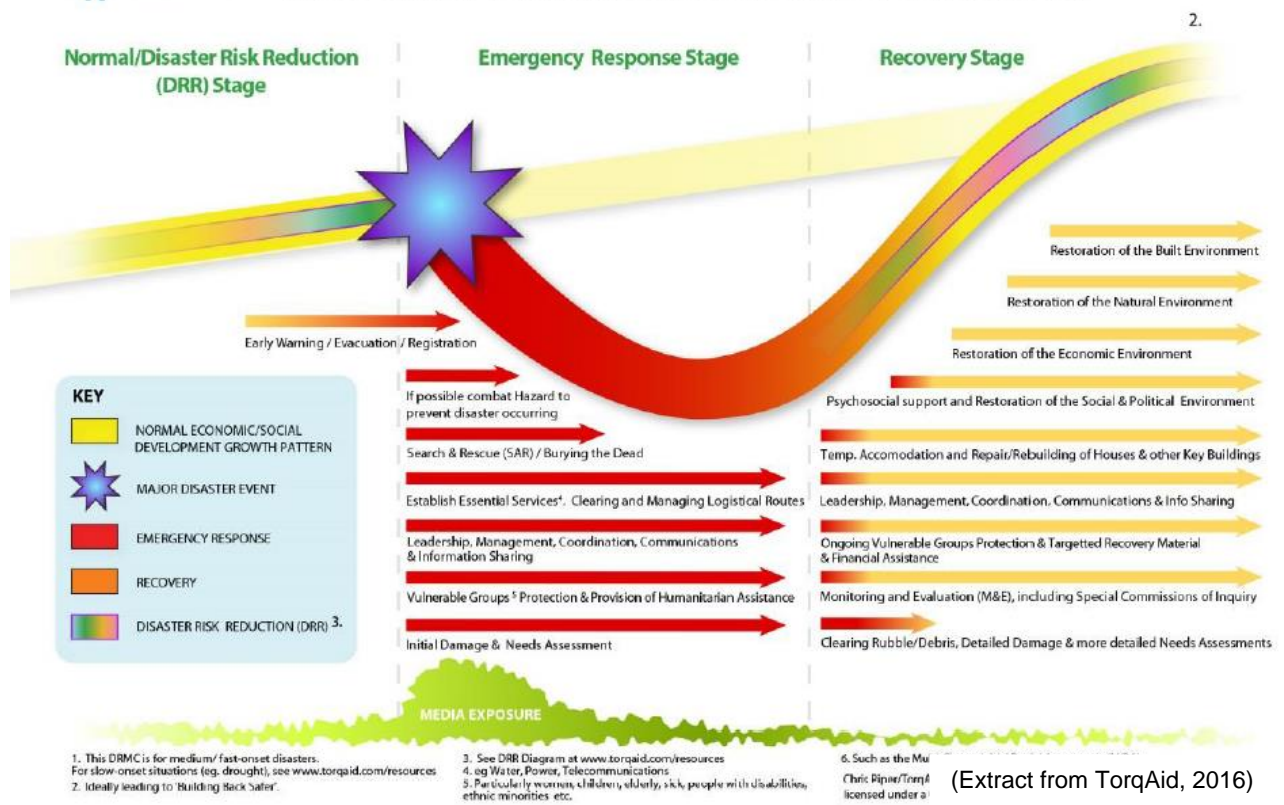 2.
Normal/Disaster Risk Reduction
(DRR) Stage
Emergency Response Stage
Recovery Stage
Restoration of the Built Environment
Restoration of the Natural Environment
Restoration of the Economic Environment
Psychosocial support and Restoration of the Social & Political Environment
Temp. Accomodation and Repair/Rebuilding of Houses & other Key Buildings
Leadership, Management, Coordination, Communications & Info Sharing
Ongoing Vulnerable Groups Protection & Targetted Recovery Material
& Financial Assistance
Monitoring and Evaluation (M&E), including Special Commissions of Inquiry
Clearing Rubble/Debris, Detailed Damage & more detailed Needs Assessments
Early Warning / Evacuation / Registration
If possible combat Hazard to
prevent disaster occurring
Search & Rescue (SAR) / Burying the Dead
Establish Essential Services⁴, Clearing and Managing Logistical Routes
Leadership, Management, Coordination, Communications
& Information Sharing
Vulnerable Groups ⁵ Protection & Provision of Humanitarian Assistance
Initial Damage & Needs Assessment
KEY
NORMAL ECONOMIC/SOCIAL
DEVELOPMENT GROWTH PATTERN
MAJOR DISASTER EVENT
EMERGENCY RESPONSE
RECOVERY
DISASTER RISK REDUCTION (DRR) 3.
MEDIA EXPOSURE
1. This DRMC is for medium/ fast-onset disasters.
For slow-onset situations (eg. drought), see www.torqaid.com/resources
2. Ideally leading to 'Building Back Safer'.
3. See DRR Diagram at www.torqaid.com/resources
4. eg Water, Power, Telecommunications
5. Particularly women, children, elderly, sick, people with disabilities,
ethnic minorities etc.
6. Such as the
Chris Piper/
licensed under a
(Extract from TorqAid, 2016)